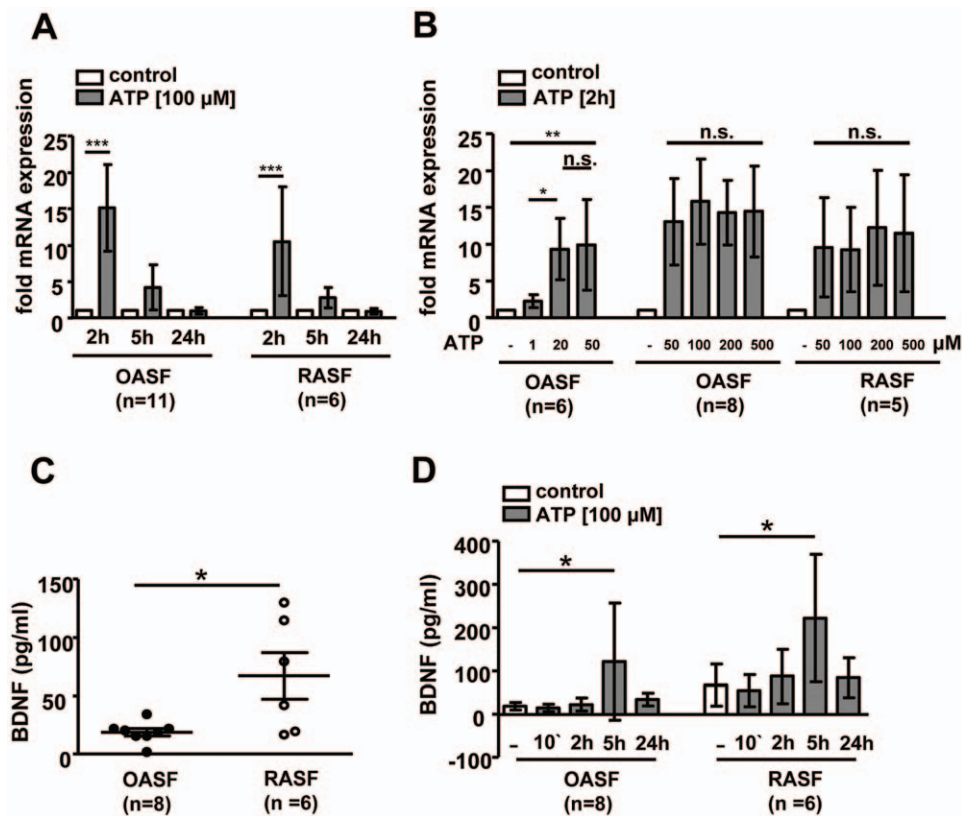 A
control
ATP [100 µM]
fold mRNA expression
25
20
15
10
5
0
***
***
2h 5h 24h 2h 5h 24h
OASF RASF
(n=11) (n=6)
B
control
ATP [2h]
fold mRNA expression
25
20
15
10
5
0
** n.s. n.s.
n.s.
*
ATP - 1 20 50 - 50 100 200 500 - 50 100 200 500 µM
OASF OASF RASF
(n=6) (n=8) (n=5)
C
BDNF (pg/ml)
150
100
50
0
*
OASF RASF
(n=8) (n =6)
D
control
ATP [100 µM]
BDNF (pg/ml)
400
300
200
100
0
-100
*
*
– 10` 2h 5h 24h – 10` 2h 5h 24h
OASF RASF
(n=8) (n =6)